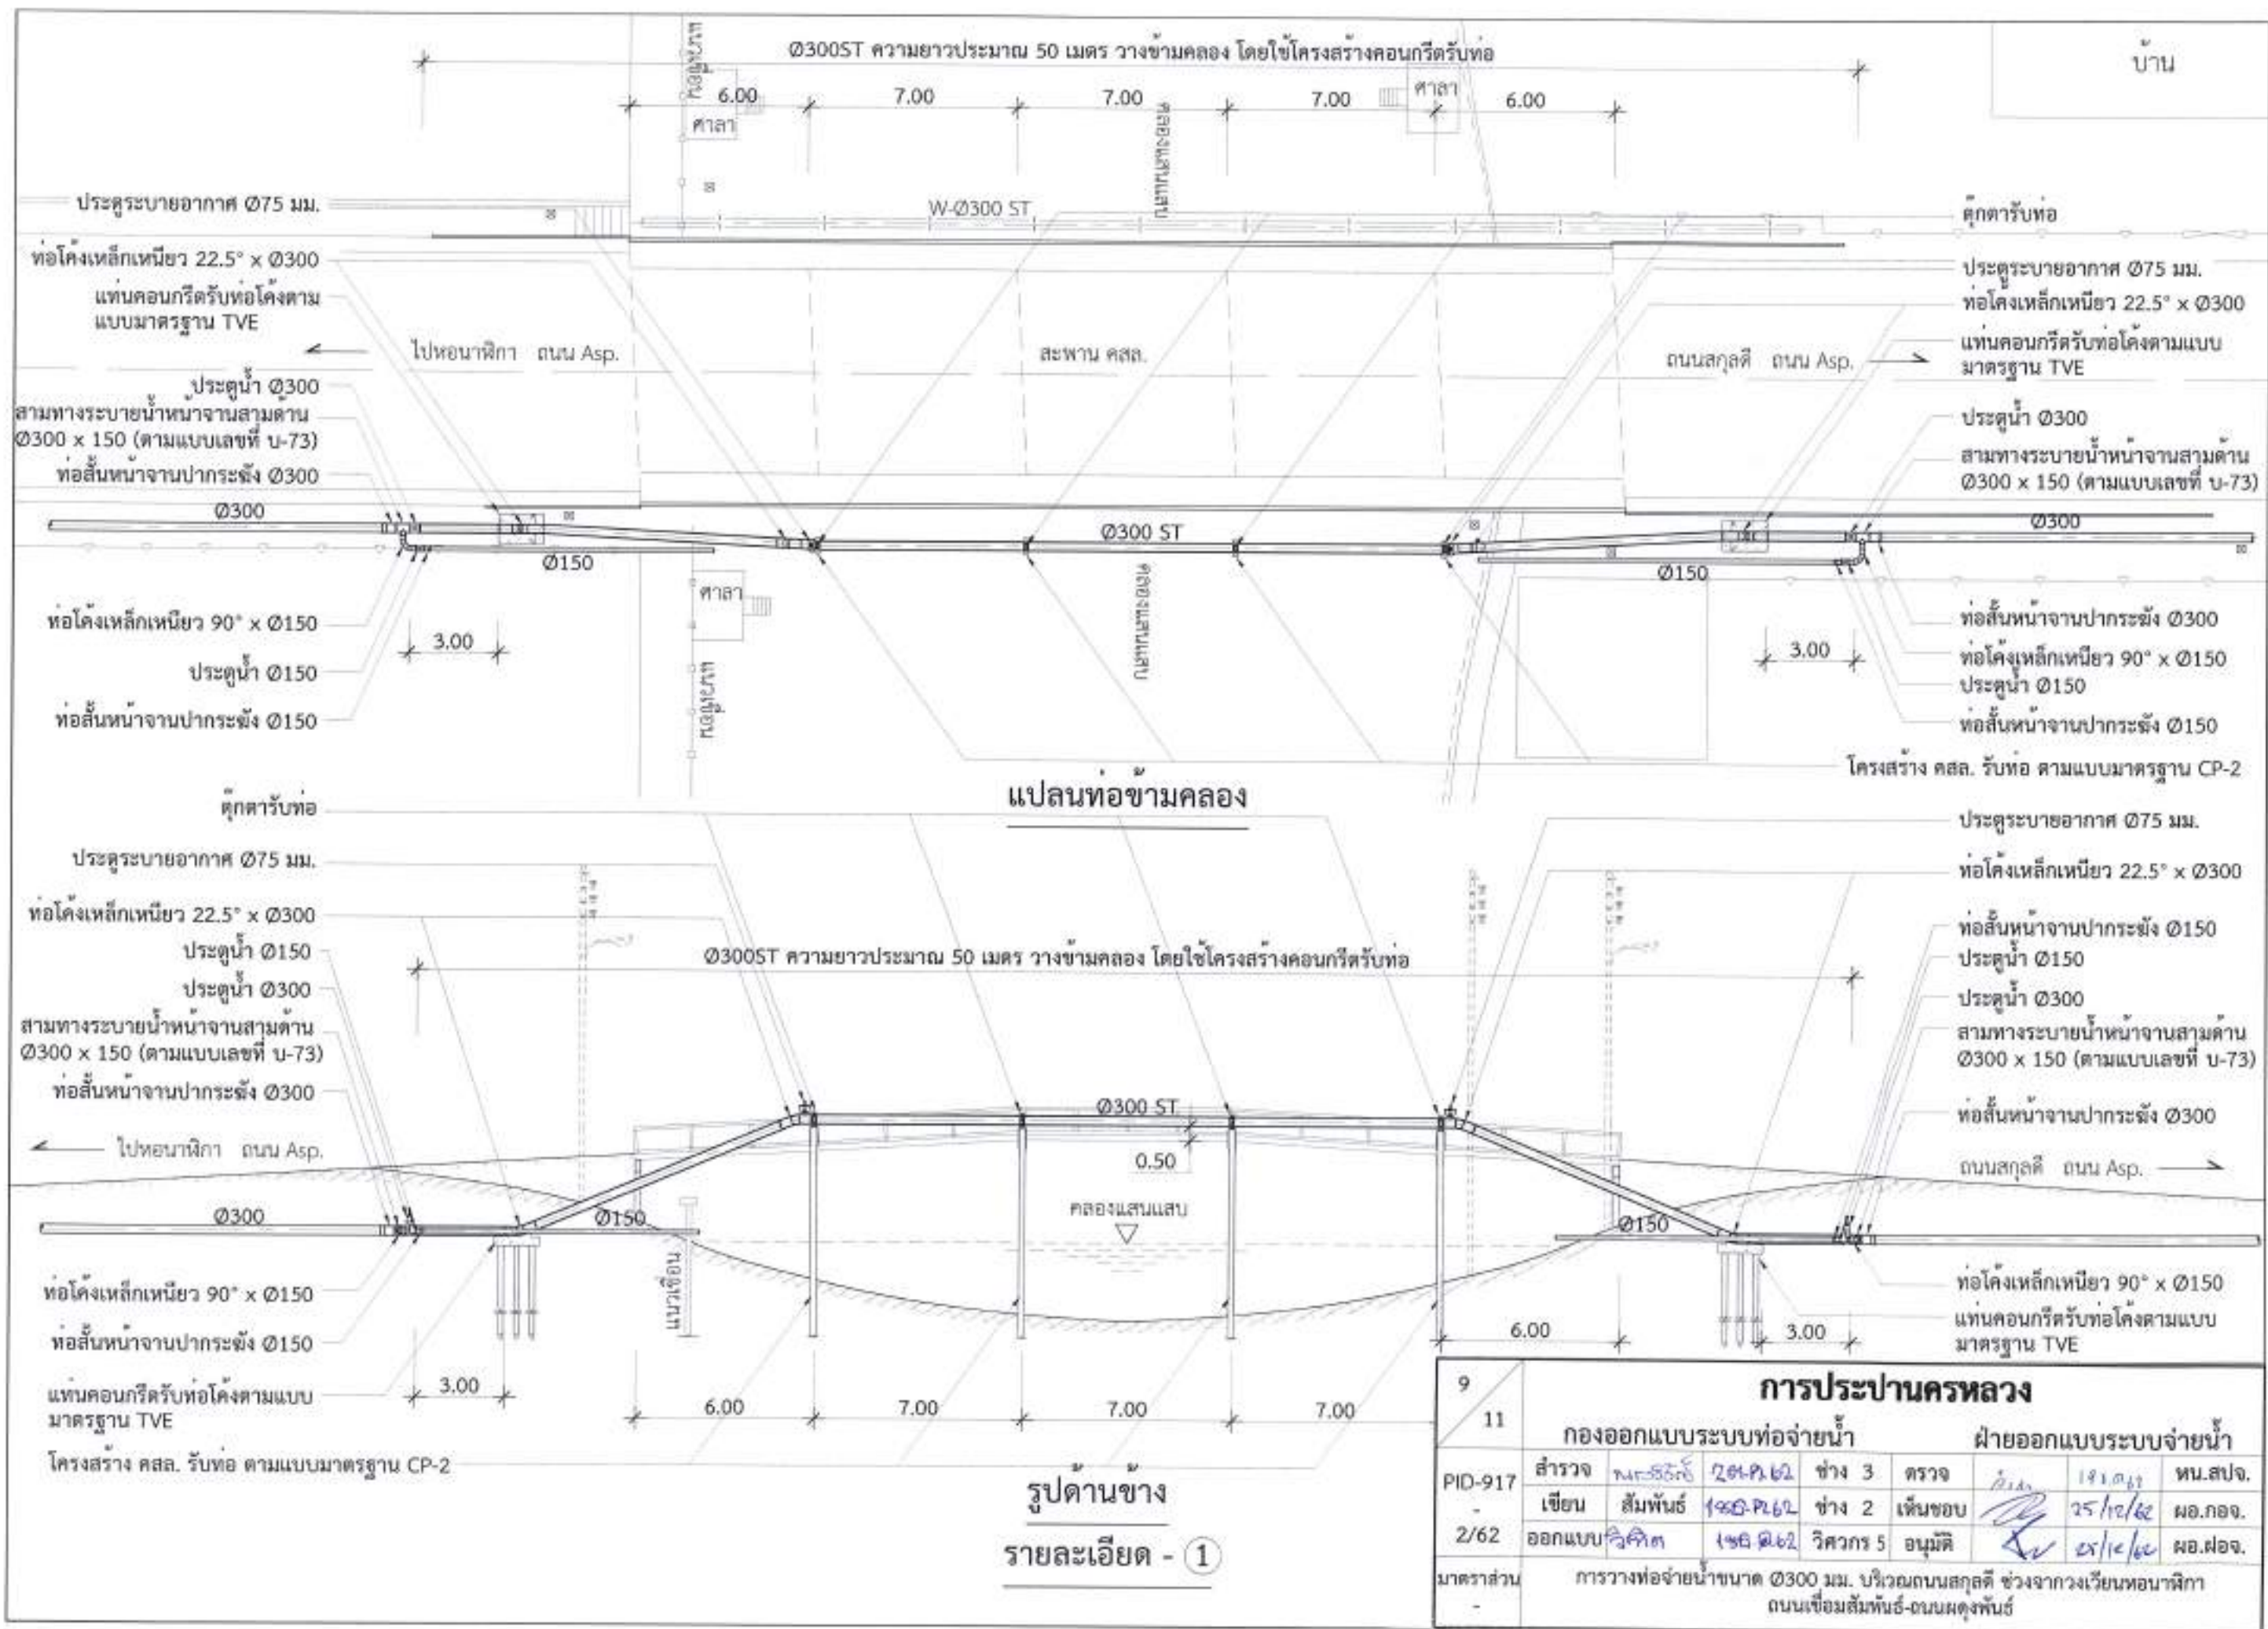 Ø300ST ความยาวประมาณ 50 เมตร วางข้ามคลอง โดยใช้โครงสร้างคอนกรีตรับท่อ
บ้าน
แนวเขื่อน
6.00
7.00
7.00
7.00
6.00
ศาลา
ศาลา
คลองแสนแสบ
ประตูระบายอากาศ Ø75 มม.
W-Ø300 ST
ตุ๊กตารับท่อ
ท่อโค้งเหล็กเหนียว 22.5° x Ø300
แท่นคอนกรีตรับท่อโค้งตาม
แบบมาตรฐาน TVE
ประตูระบายอากาศ Ø75 มม.
ท่อโค้งเหล็กเหนียว 22.5° x Ø300
แท่นคอนกรีตรับท่อโค้งตามแบบ
มาตรฐาน TVE
ไปหอนาฬิกา ถนน Asp.
สะพาน คสล.
ถนนสกุลดี ถนน Asp.
ประตูน้ำ Ø300
สามทางระบายน้ำหน้าจานสามด้าน
Ø300 x 150 (ตามแบบเลขที่ บ-73)
ท่อสั้นหน้าจานปากระฆัง Ø300
ประตูน้ำ Ø300
สามทางระบายน้ำหน้าจานสามด้าน
Ø300 x 150 (ตามแบบเลขที่ บ-73)
Ø300
Ø300 ST
Ø300
Ø150
Ø150
ศาลา
คลองแสนแสบ
แนวเขื่อน
ท่อโค้งเหล็กเหนียว 90° x Ø150
3.00
ประตูน้ำ Ø150
ท่อสั้นหน้าจานปากระฆัง Ø150
3.00
ท่อสั้นหน้าจานปากระฆัง Ø300
ท่อโค้งเหล็กเหนียว 90° x Ø150
ประตูน้ำ Ø150
ท่อสั้นหน้าจานปากระฆัง Ø150
โครงสร้าง คสล. รับท่อ ตามแบบมาตรฐาน CP-2
แปลนท่อข้ามคลอง
ตุ๊กตารับท่อ
ประตูระบายอากาศ Ø75 มม.
ท่อโค้งเหล็กเหนียว 22.5° x Ø300
ประตูน้ำ Ø150
ประตูน้ำ Ø300
สามทางระบายน้ำหน้าจานสามด้าน
Ø300 x 150 (ตามแบบเลขที่ บ-73)
ท่อสั้นหน้าจานปากระฆัง Ø300
Ø300ST ความยาวประมาณ 50 เมตร วางข้ามคลอง โดยใช้โครงสร้างคอนกรีตรับท่อ
ประตูระบายอากาศ Ø75 มม.
ท่อโค้งเหล็กเหนียว 22.5° x Ø300
ท่อสั้นหน้าจานปากระฆัง Ø150
ประตูน้ำ Ø150
ประตูน้ำ Ø300
สามทางระบายน้ำหน้าจานสามด้าน
Ø300 x 150 (ตามแบบเลขที่ บ-73)
ท่อสั้นหน้าจานปากระฆัง Ø300
Ø300 ST
0.50
ไปหอนาฬิกา ถนน Asp.
ถนนสกุลดี ถนน Asp.
คลองแสนแสบ
Ø300
Ø150
Ø150
แนวเขื่อน
ท่อโค้งเหล็กเหนียว 90° x Ø150
ท่อสั้นหน้าจานปากระฆัง Ø150
แท่นคอนกรีตรับท่อโค้งตามแบบ
มาตรฐาน TVE
โครงสร้าง คสล. รับท่อ ตามแบบมาตรฐาน CP-2
ท่อโค้งเหล็กเหนียว 90° x Ø150
แท่นคอนกรีตรับท่อโค้งตามแบบ
มาตรฐาน TVE
6.00
3.00
3.00
6.00
7.00
7.00
7.00
รูปด้านข้าง
รายละเอียด - 1
9
11
การประปานครหลวง
กองออกแบบระบบท่อจ่ายน้ำ ฝ่ายออกแบบระบบจ่ายน้ำ
PID-917
-
2/62
สำรวจ ช่าง 3 ตรวจ หน.สปจ.
เขียน สัมพันธ์ ช่าง 2 เห็นชอบ 25/12/62 ผอ.กอจ.
ออกแบบ วิศวกร 5 อนุมัติ ผอ.ฝอจ.
มาตราส่วน
-
การวางท่อจ่ายน้ำขนาด Ø300 มม. บริเวณถนนสกุลดี ช่วงจากวงเวียนหอนาฬิกา
ถนนเชื่อมสัมพันธ์-ถนนผดุงพันธ์